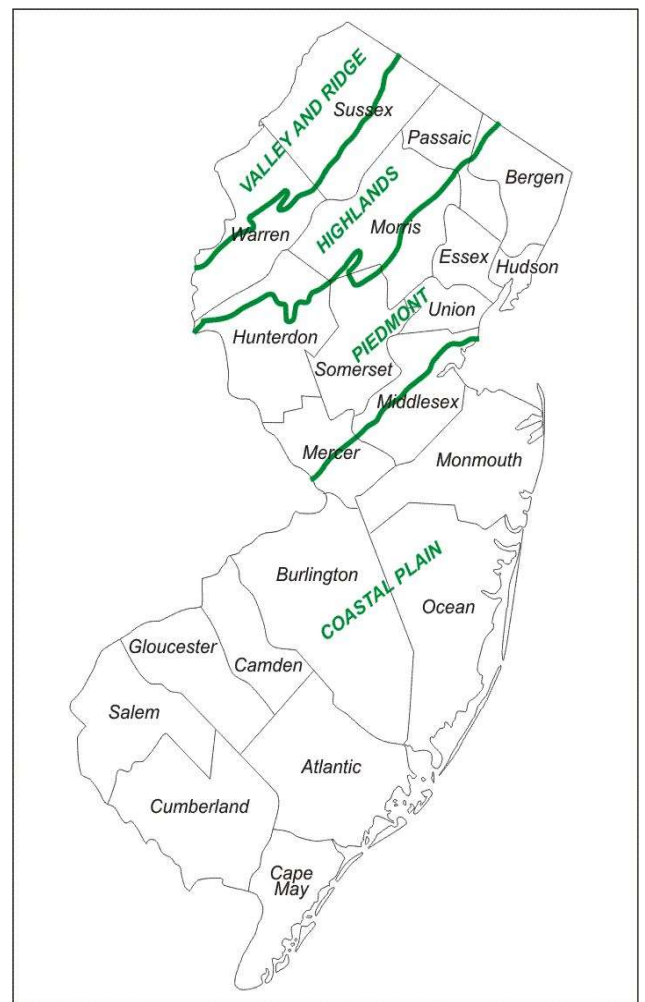 VALLEY AND RIDGE
Sussex
Passaic
Bergen
HIGHLANDS
Warren
Morris
Essex
Hudson
Union
PIEDMONT
Hunterdon
Somerset
Middlesex
Mercer
Monmouth
Burlington
COASTAL PLAIN
Ocean
Gloucester
Camden
Salem
Atlantic
Cumberland
Cape
May